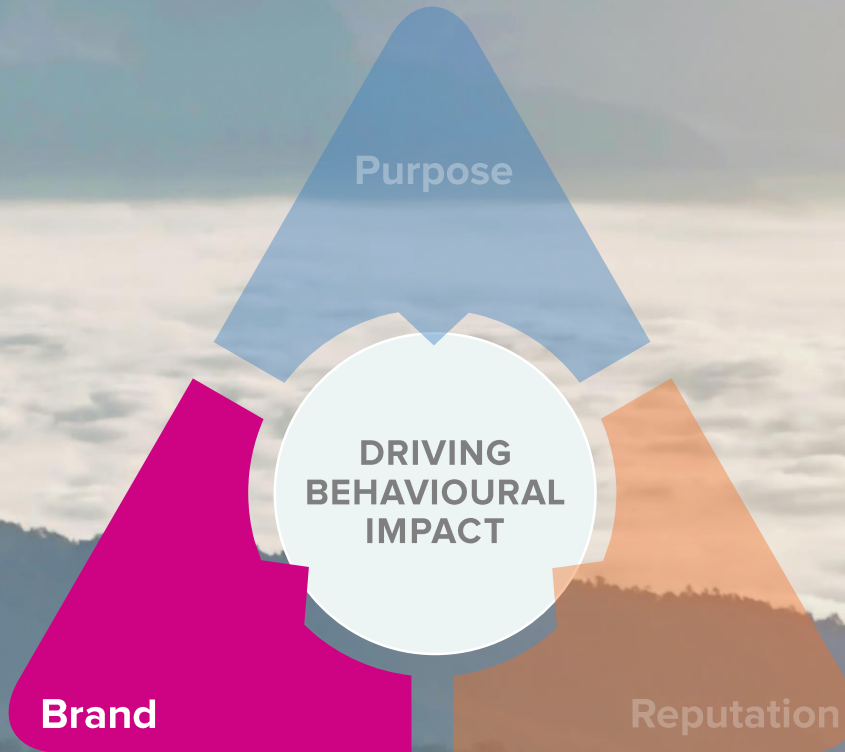 Purpose
DRIVING
BEHAVIOURAL
IMPACT
Brand
Reputation